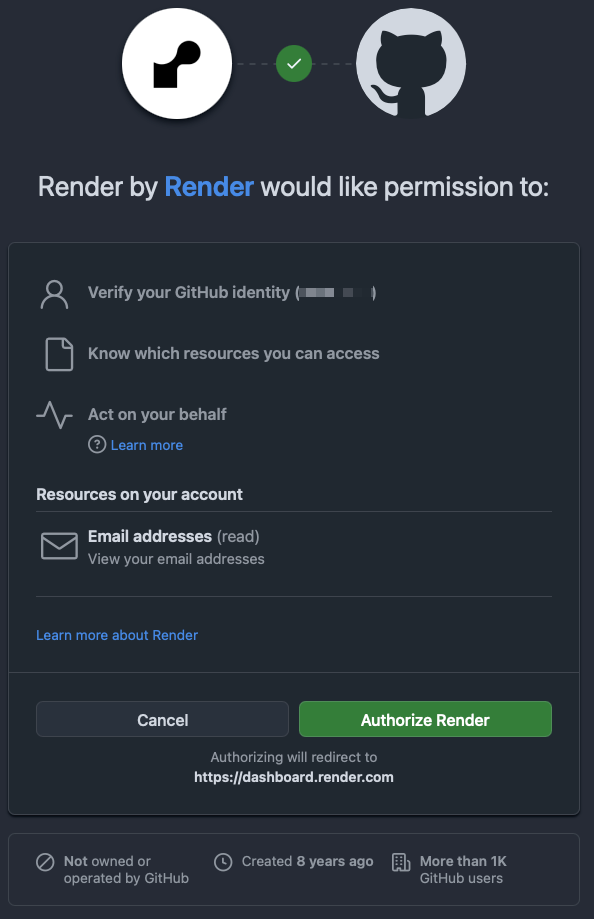 Render by Render would like permission to:
Verify your GitHub identity ( )
Know which resources you can access
Act on your behalf
Learn more
Resources on your account
Email addresses (read)
View your email addresses
Learn more about Render
Cancel
Authorize Render
Authorizing will redirect to
https://dashboard.render.com
Not owned or
operated by GitHub
Created 8 years ago
More than 1K
GitHub users